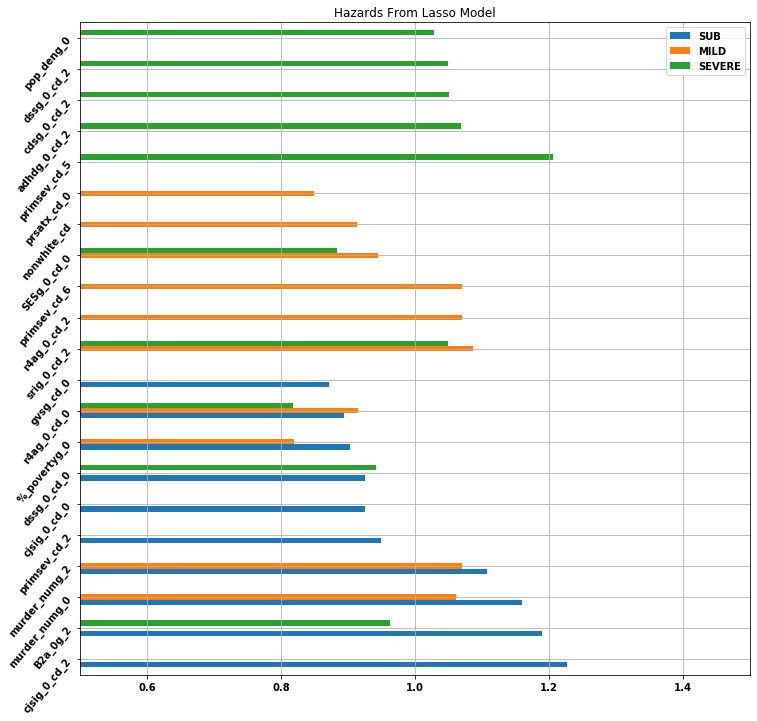 Hazards From Lasso Model
SUB
MILD
SEVERE
pop_deng_0
dssg_0_cd_2
cdsg_0_cd_2
adhdg_0_cd_2
primsev_cd_5
prsatx_cd_0
nonwhite_cd
SESg_0_cd_0
primsev_cd_6
r4ag_0_cd_2
srig_0_cd_2
gvsg_cd_0
r4ag_0_cd_0
%_povertyg_0
dssg_0_cd_0
cjsig_0_cd_0
primsev_cd_2
murder_numg_2
murder_numg_0
B2a_0g_2
cjsig_0_cd_2
0.6 0.8 1.0 1.2 1.4